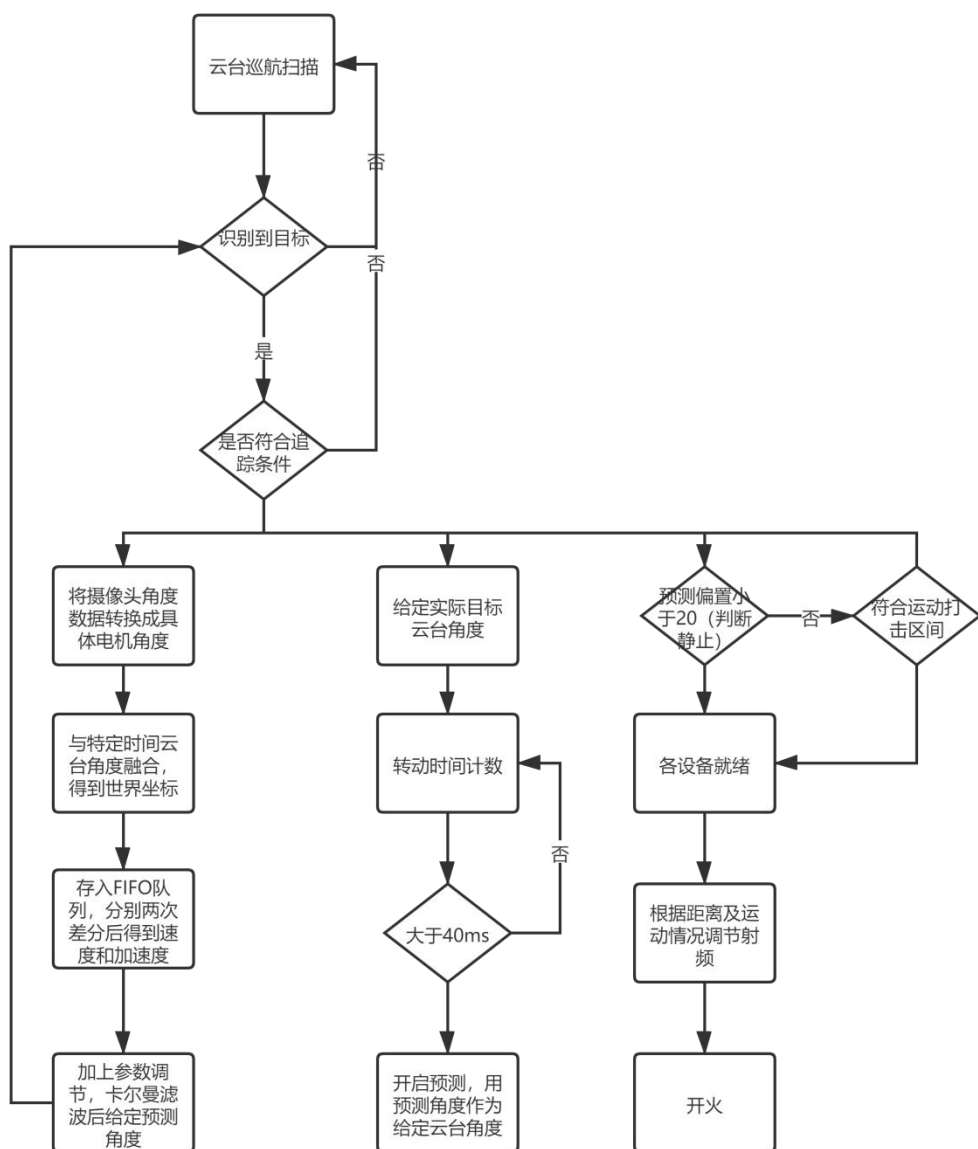 云台巡航扫描
否
识别到目标
否
是
是否符合追
踪条件
将摄像头角度
数据转换成具
体电机角度
给定实际目标
云台角度
预测偏置小
于20（判断
静止）
否
符合运动打
击区间
与特定时间云
台角度融合，
得到世界坐标
转动时间计数
各设备就绪
否
存入FIFO队
列，分别两次
差分后得到速
度和加速度
大于40ms
根据距离及运
动情况调节射
频
加上参数调
节，卡尔曼滤
波后给定预测
角度
开启预测，用
预测角度作为
给定云台角度
开火